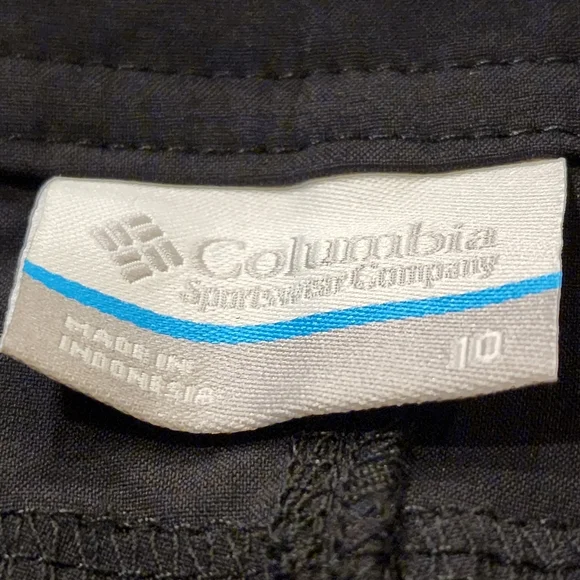 Columbia
Sportswear Company
MADE IN
INDONESIA
10